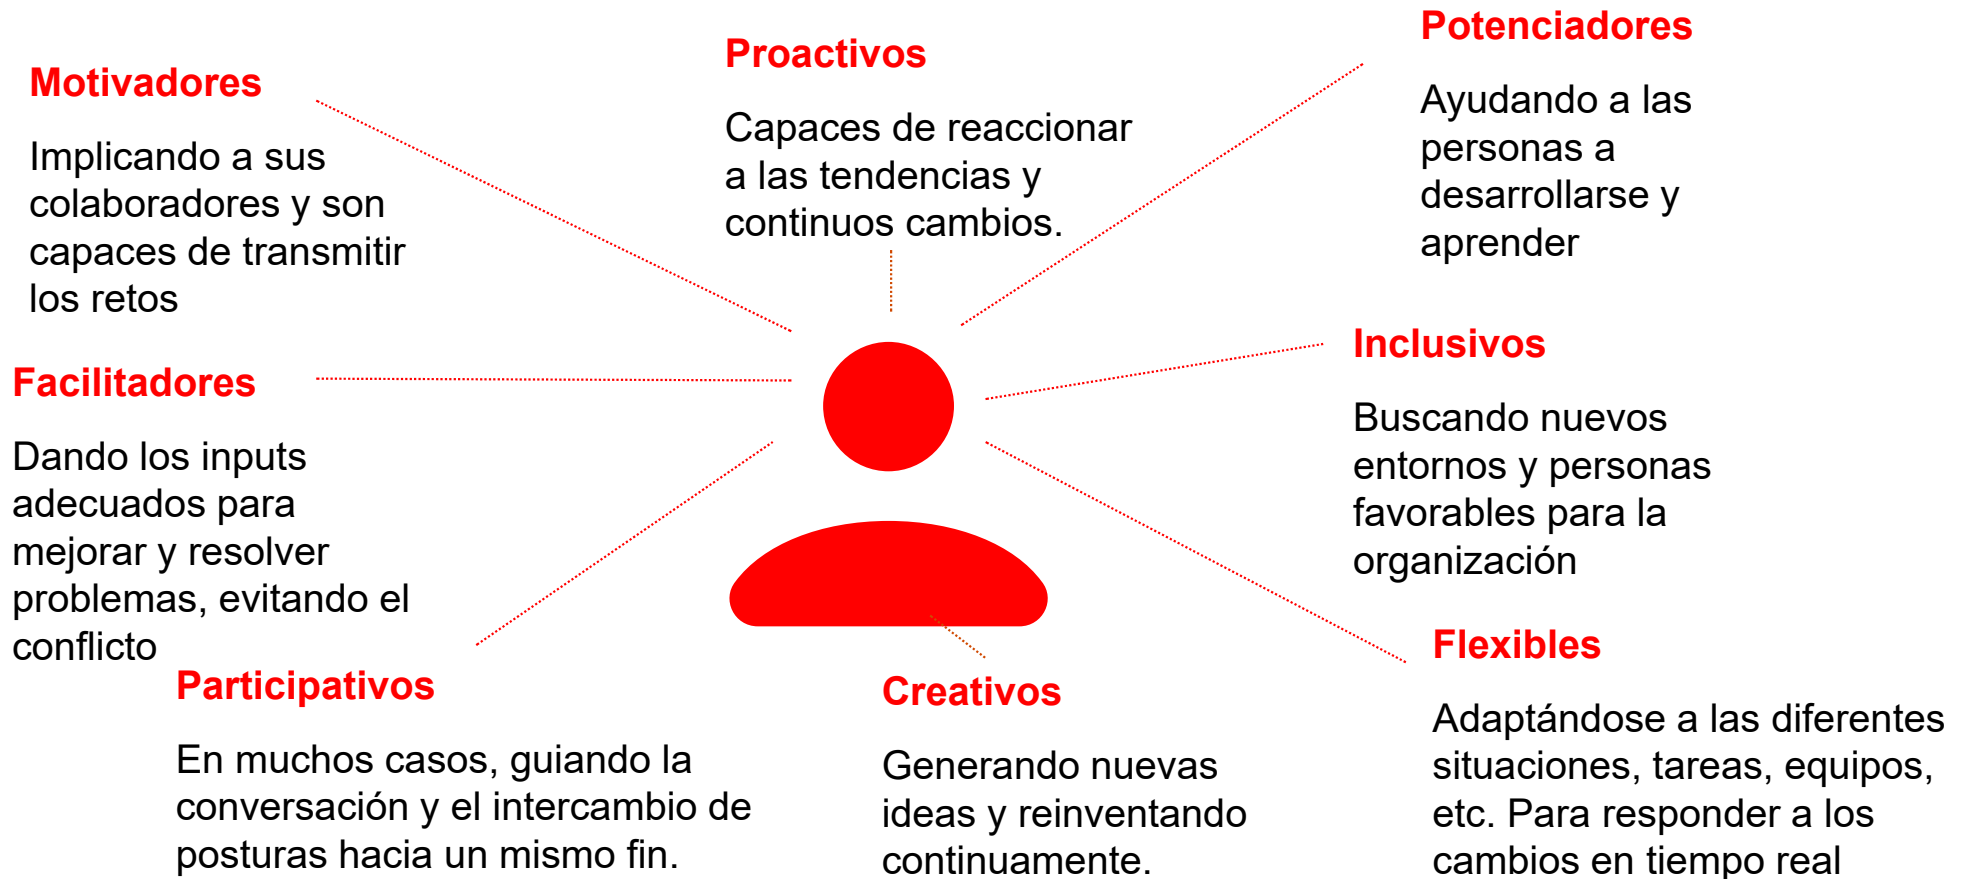 Motivadores
Implicando a sus
colaboradores y son
capaces de transmitir
los retos
Proactivos
Capaces de reaccionar
a las tendencias y
continuos cambios.
Potenciadores
Ayudando a las
personas a
desarrollarse y
aprender
Facilitadores
Dando los inputs
adecuados para
mejorar y resolver
problemas, evitando el
conflicto
Inclusivos
Buscando nuevos
entornos y personas
favorables para la
organización
Participativos
En muchos casos, guiando la
conversación y el intercambio de
posturas hacia un mismo fin.
Creativos
Generando nuevas
ideas y reinventando
continuamente.
Flexibles
Adaptándose a las diferentes
situaciones, tareas, equipos,
etc. Para responder a los
cambios en tiempo real